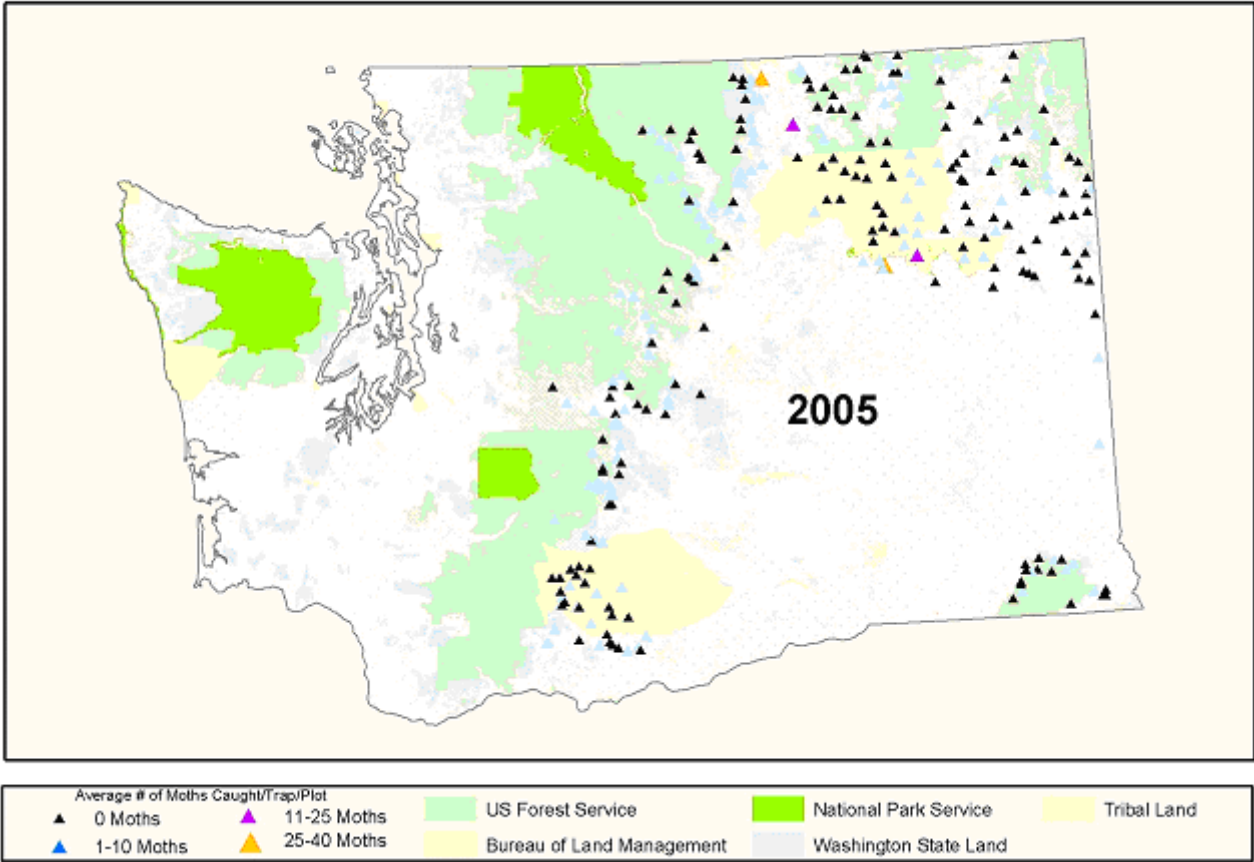 2005
Average # of Moths Caught/Trap/Plot
0 Moths
11-25 Moths
US Forest Service
National Park Service
Tribal Land
1-10 Moths
25-40 Moths
Bureau of Land Management
Washington State Land